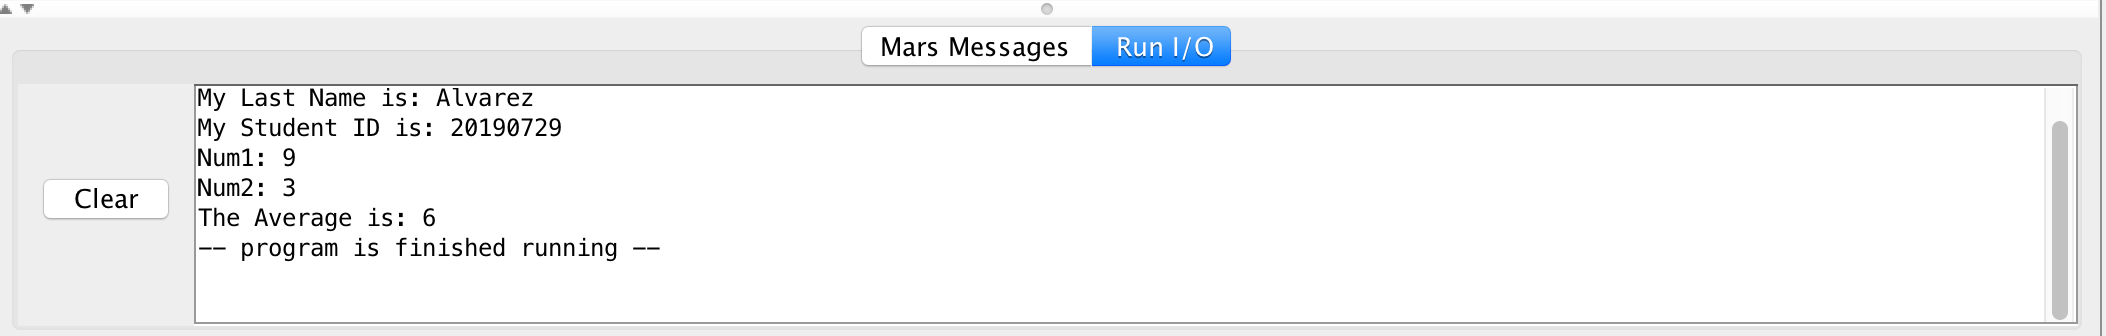 Mars Messages Run I/O
My Last Name is: Alvarez
My Student ID is: 20190729
Num1: 9
Num2: 3
Clear
The Average is: 6
-- program is finished running --